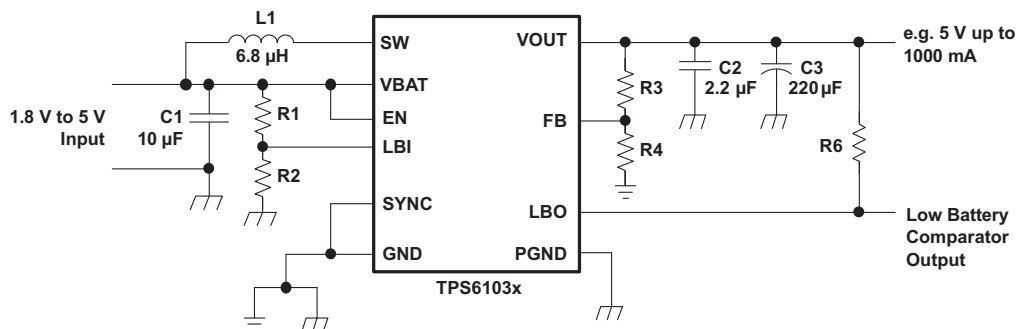 L1
6.8 µH
SW
VOUT
e.g. 5 V up to
1000 mA
VBAT
R3
C2
2.2 µF
C3
220 µF
1.8 V to 5 V
Input
C1
10 µF
R1
EN
FB
LBI
R4
R6
R2
SYNC
LBO
Low Battery
Comparator
Output
GND
PGND
TPS6103x